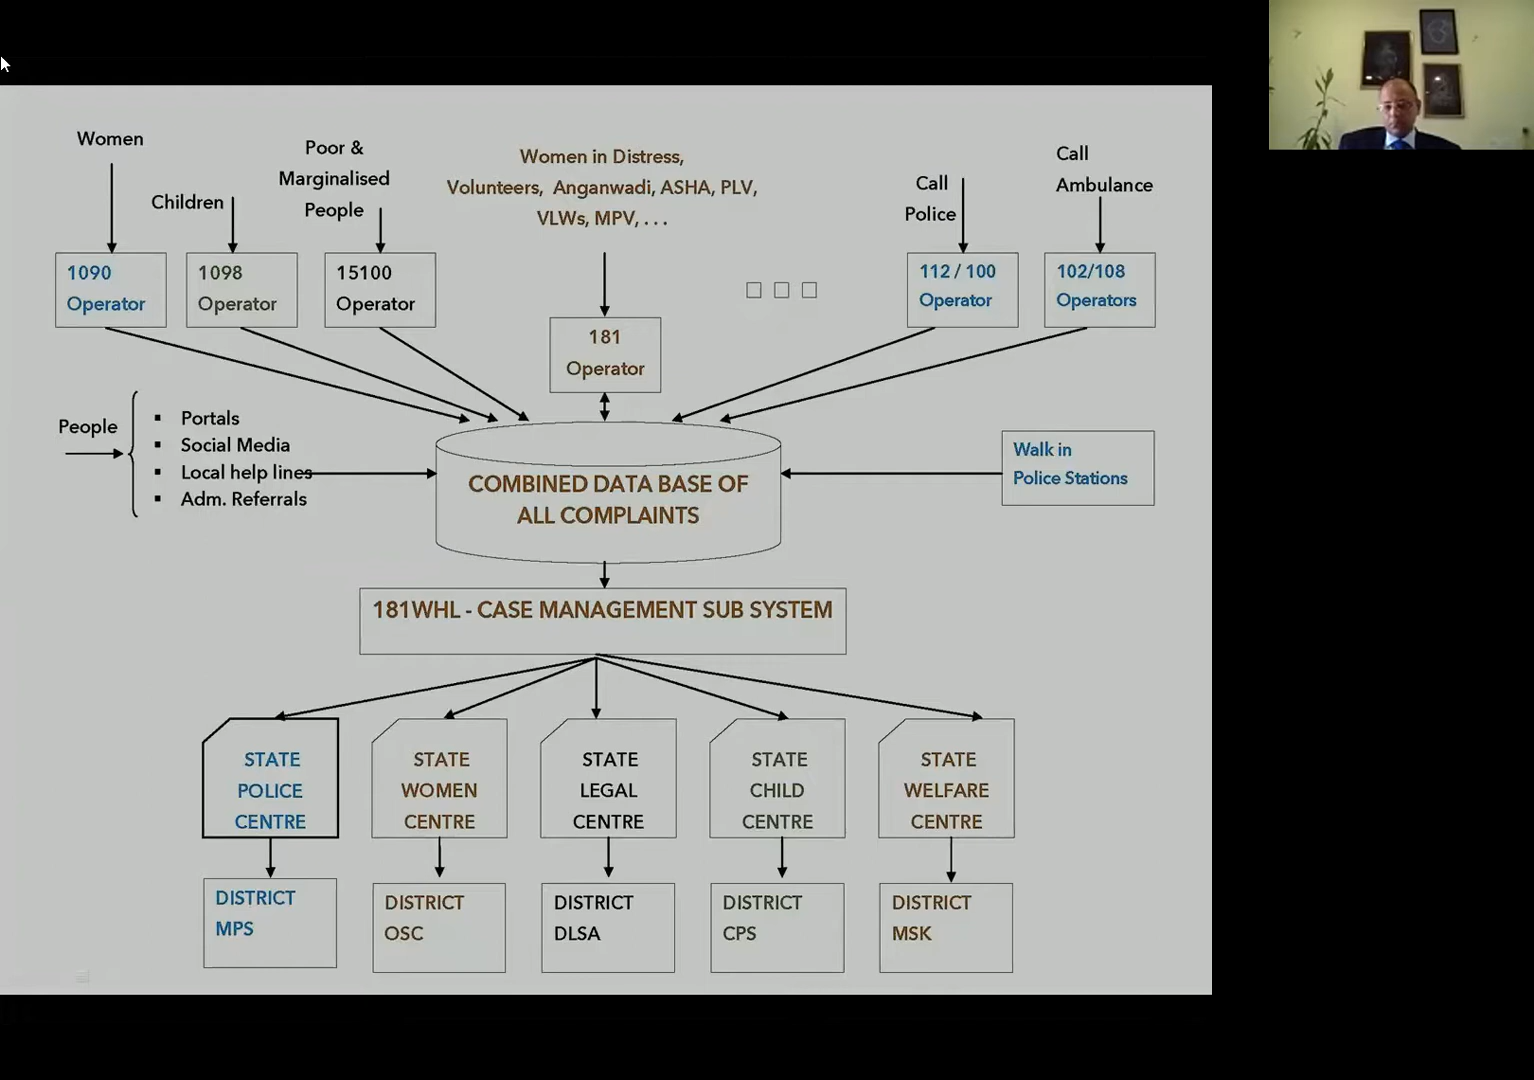 Women
Children
Poor &
Marginalised
People
Women in Distress,
Volunteers, Anganwadi, ASHA, PLV,
VLWs, MPV, . . .
Call
Police
Call
Ambulance
1090
Operator
1098
Operator
15100
Operator
181
Operator
112 / 100
Operator
102/108
Operators
People
▪ Portals
▪ Social Media
▪ Local help lines
▪ Adm. Referrals
COMBINED DATA BASE OF
ALL COMPLAINTS
Walk in
Police Stations
181WHL - CASE MANAGEMENT SUB SYSTEM
STATE
POLICE
CENTRE
STATE
WOMEN
CENTRE
STATE
LEGAL
CENTRE
STATE
CHILD
CENTRE
STATE
WELFARE
CENTRE
DISTRICT
MPS
DISTRICT
OSC
DISTRICT
DLSA
DISTRICT
CPS
DISTRICT
MSK